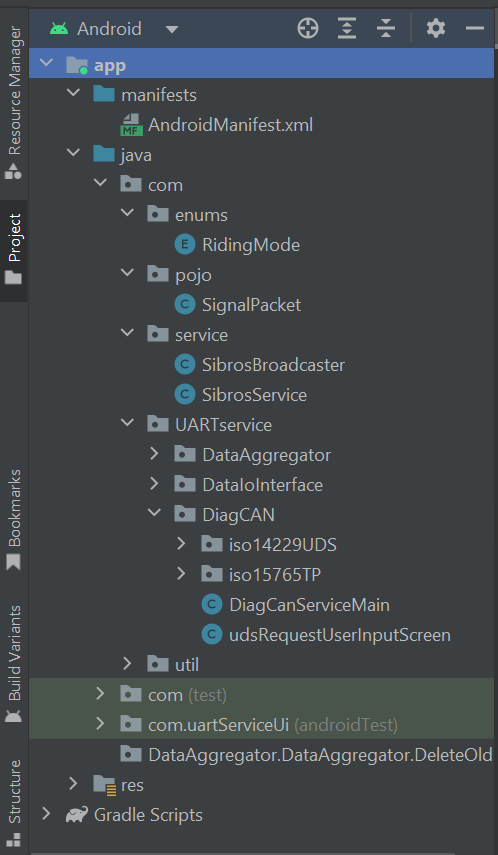 Android
app
manifests
MF AndroidManifest.xml
java
com
enums
E RidingMode
pojo
C SignalPacket
service
C SibrosBroadcaster
C SibrosService
UARTservice
DataAggregator
DataIoInterface
DiagCAN
iso14229UDS
iso15765TP
C DiagCanServiceMain
C udsRequestUserInputScreen
util
com (test)
com.uartServiceUi (androidTest)
DataAggregator.DataAggregator.DeleteOld
res
Gradle Scripts
Resource Manager
Project
Bookmarks
Build Variants
Structure